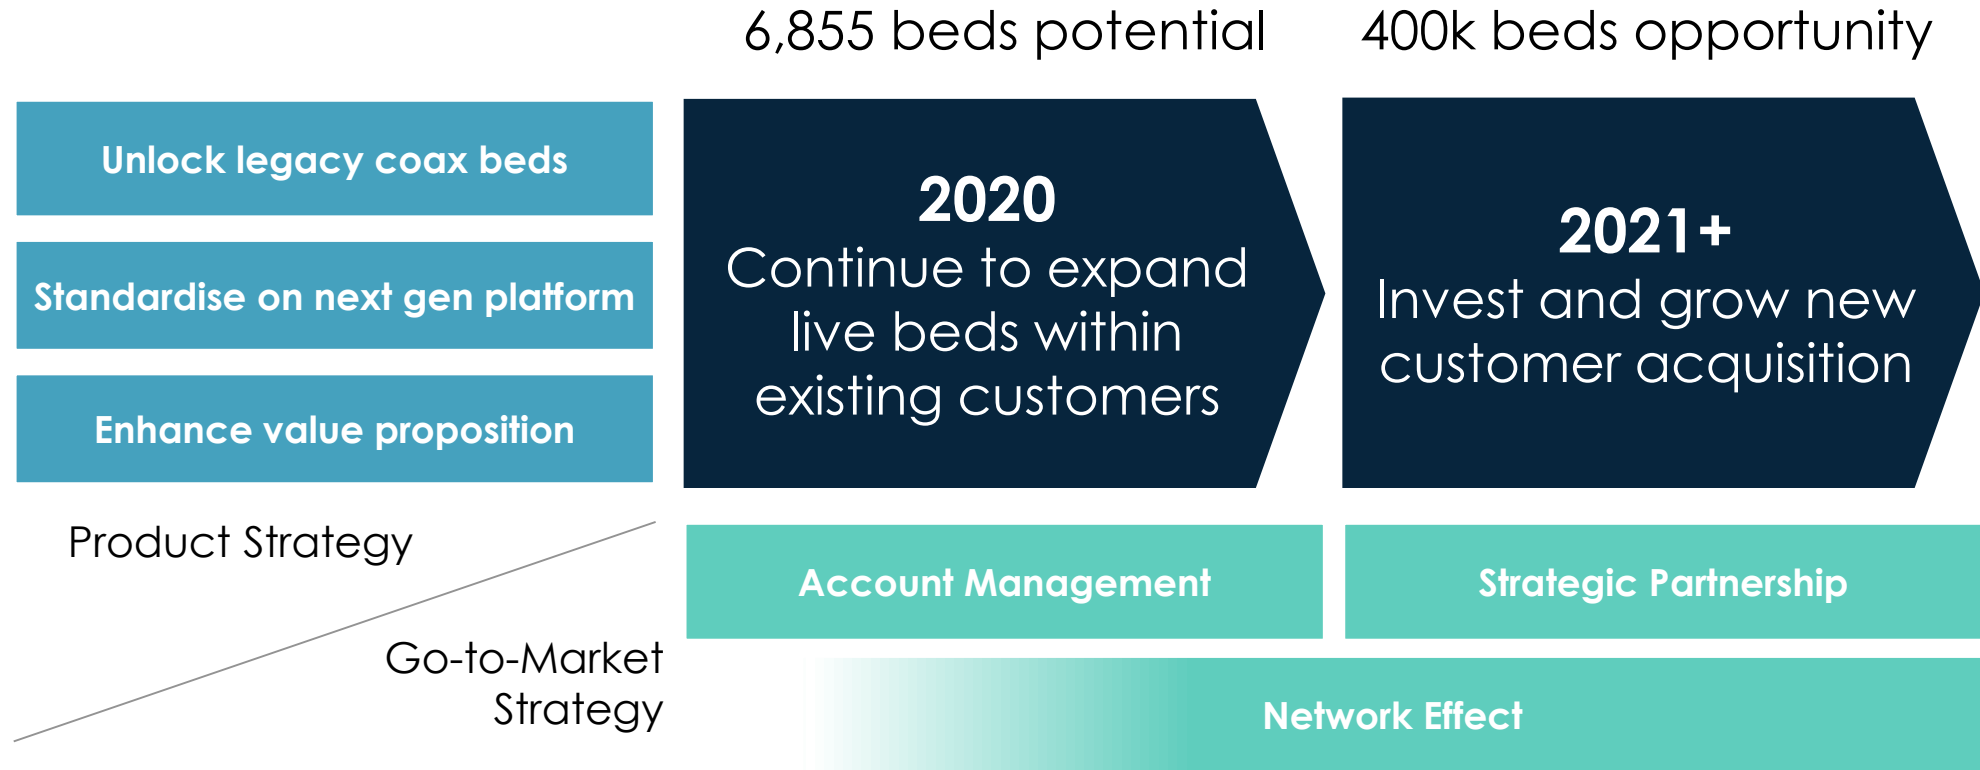 6,855 beds potential
400k beds opportunity
Unlock legacy coax beds
Standardise on next gen platform
Enhance value proposition
2020
Continue to expand
live beds within
existing customers
2021+
Invest and grow new
customer acquisition
Product Strategy
Go-to-Market
Strategy
Account Management
Strategic Partnership
Network Effect